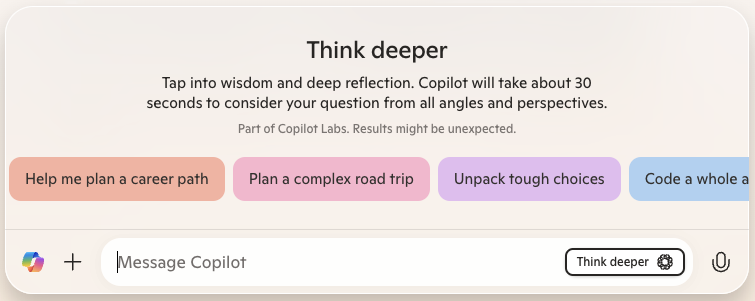 Think deeper
Tap into wisdom and deep reflection. Copilot will take about 30
seconds to consider your question from all angles and perspectives.
Part of Copilot Labs. Results might be unexpected.
Help me plan a career path
Plan a complex road trip
Unpack tough choices
Code a whole a
Message Copilot
Think deeper